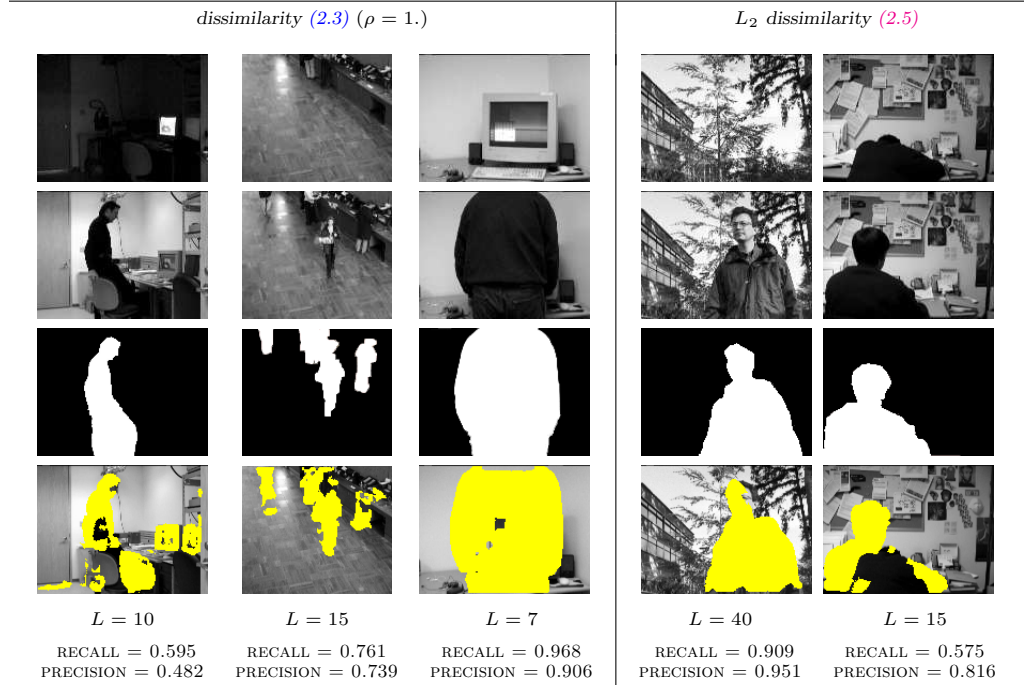 dissimilarity (2.3) (ρ = 1.)
L₂ dissimilarity (2.5)
L = 10
L = 15
L = 7
L = 40
L = 15
RECALL = 0.595
RECALL = 0.761
RECALL = 0.968
RECALL = 0.909
RECALL = 0.575
PRECISION = 0.482
PRECISION = 0.739
PRECISION = 0.906
PRECISION = 0.951
PRECISION = 0.816